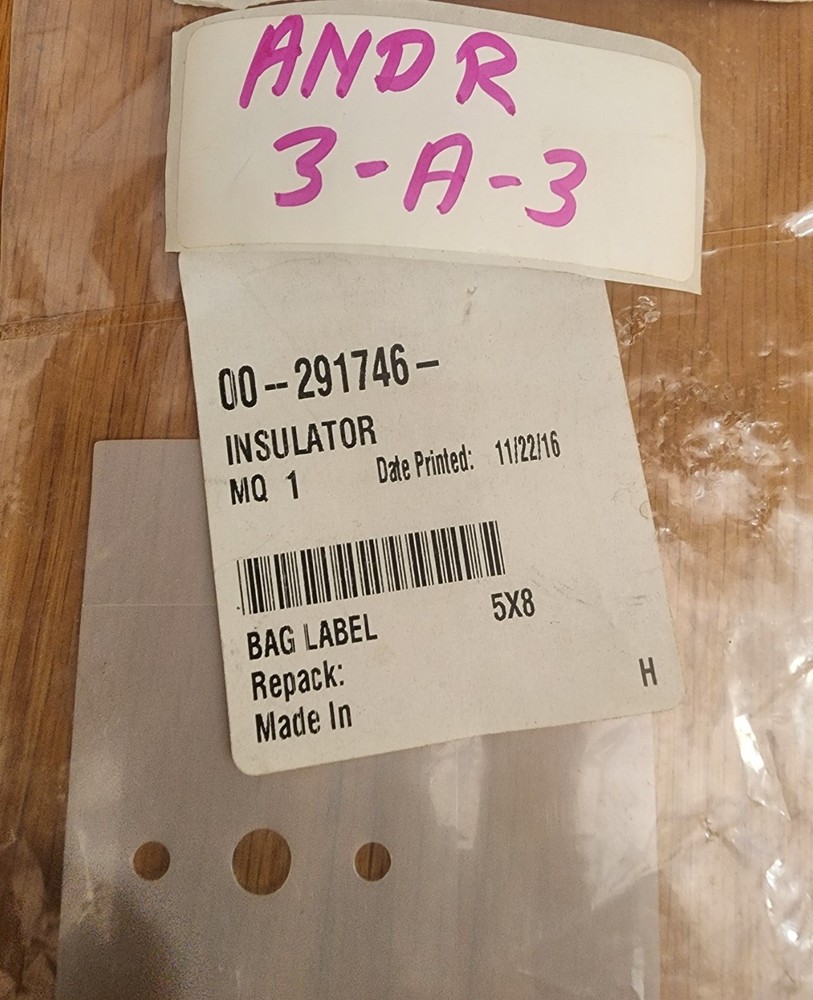 ANDR
3-A-3
00--291746-
INSULATOR
MQ 1 Date Printed: 11/22/16
BAG LABEL 5X8
Repack:
Made In H